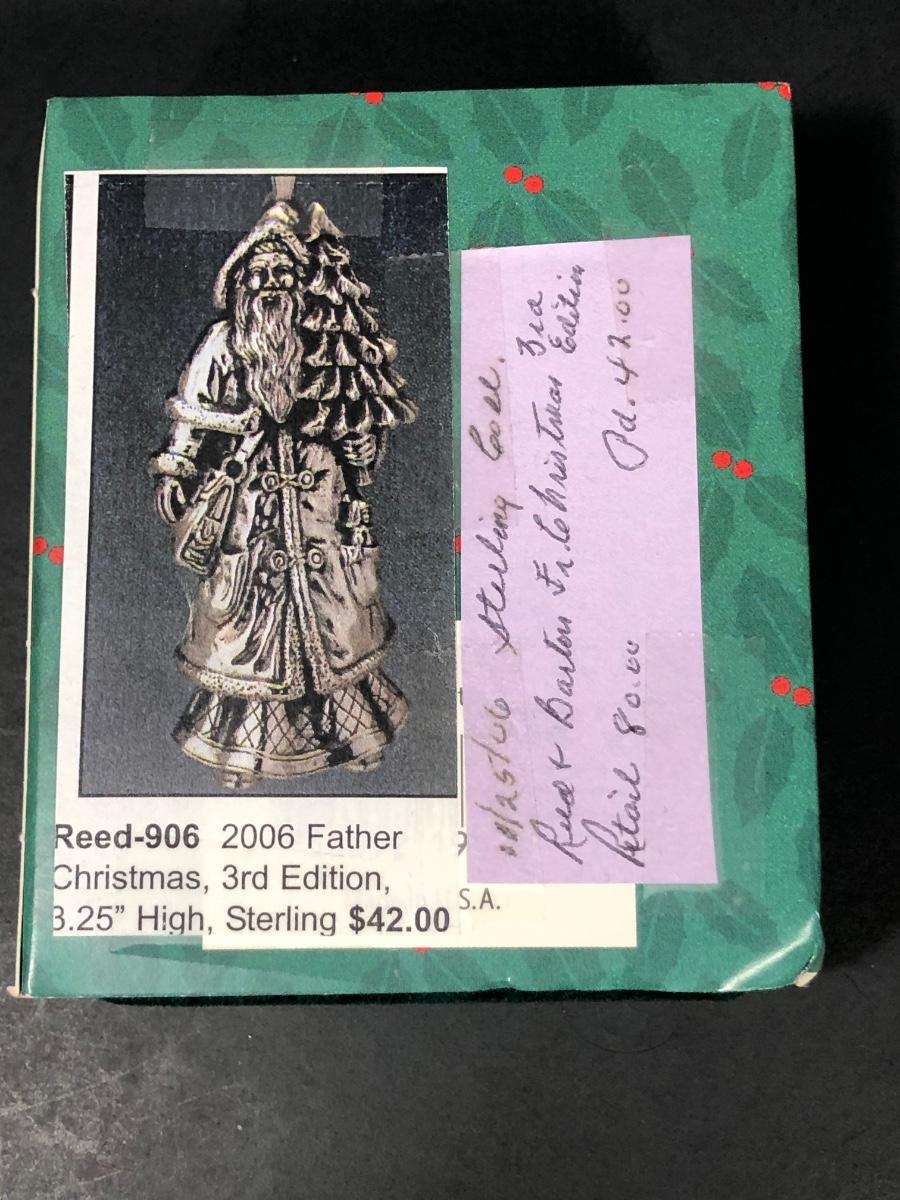 Reed-906 2006 Father
Christmas, 3rd Edition,
3.25” High, Sterling $42.00
S.A.
Sterling
Reed & Barton Fr. Christmas 3rd Edition
Retail 80.00 Pd. 42.00